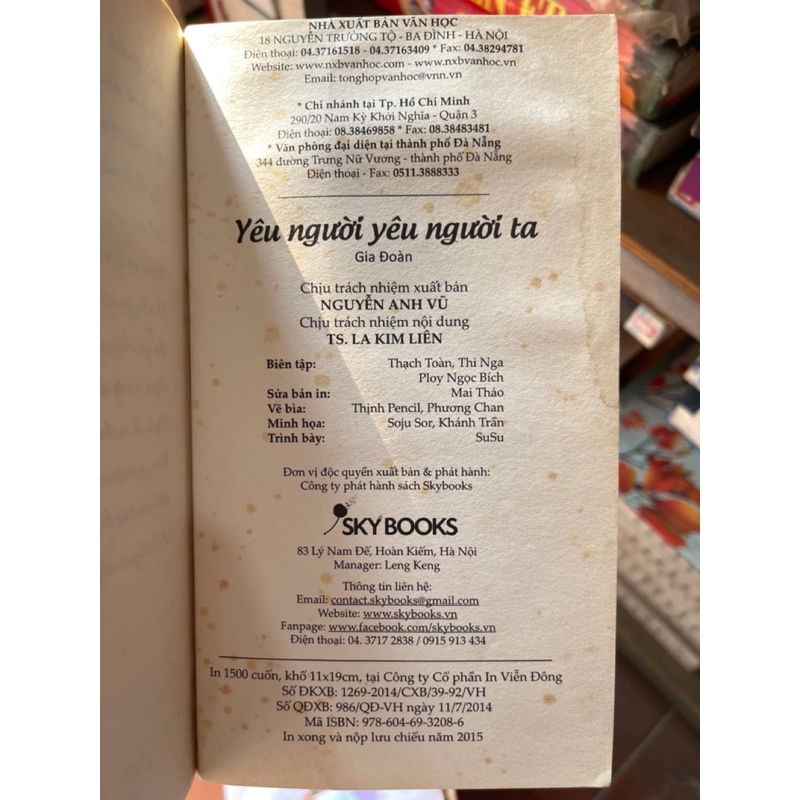 NHÀ XUẤT BẢN VĂN HỌC
18 NGUYỄN TRƯỜNG TỘ - BA ĐÌNH - HÀ NỘI
Điện thoại: 04.37161518 - 04.37163409 * Fax: 04.38294781
Website: www.nxbvanhoc.com - www.nxbvanhoc.vn
Email: tonghopvanhoc@vnn.vn
* Chi nhánh tại Tp. Hồ Chí Minh
290/20 Nam Kỳ Khởi Nghĩa - Quận 3
Điện thoại: 08.38469858 * Fax: 08.38483481
* Văn phòng đại diện tại thành phố Đà Nẵng
344 đường Trưng Nữ Vương - thành phố Đà Nẵng
Điện thoại - Fax: 0511.3888333
Yêu người yêu người ta
Gia Đoàn
Chịu trách nhiệm xuất bản
NGUYỄN ANH VŨ
Chịu trách nhiệm nội dung
TS. LA KIM LIÊN
Biên tập: Thạch Toàn, Thi Nga
Ploy Ngọc Bích
Sửa bản in: Mai Thảo
Vẽ bìa: Thịnh Pencil, Phương Chan
Minh họa: Soju Sor, Khánh Trần
Trình bày: SuSu
Đơn vị độc quyền xuất bản & phát hành:
Công ty phát hành sách Skybooks
SKYBOOKS
83 Lý Nam Đế, Hoàn Kiếm, Hà Nội
Manager: Leng Keng
Thông tin liên hệ:
Email: contact.skybooks@gmail.com
Website: www.skybooks.vn
Fanpage: www.facebook.com/skybooks.vn
Điện thoại: 04. 3717 2838 / 0915 913 434
In 1500 cuốn, khổ 11x19cm, tại Công ty Cổ phần In Viễn Đông
Số ĐKXB: 1269-2014/CXB/39-92/VH
Số QĐXB: 986/QĐ-VH ngày 11/7/2014
Mã ISBN: 978-604-69-3208-6
In xong và nộp lưu chiểu năm 2015